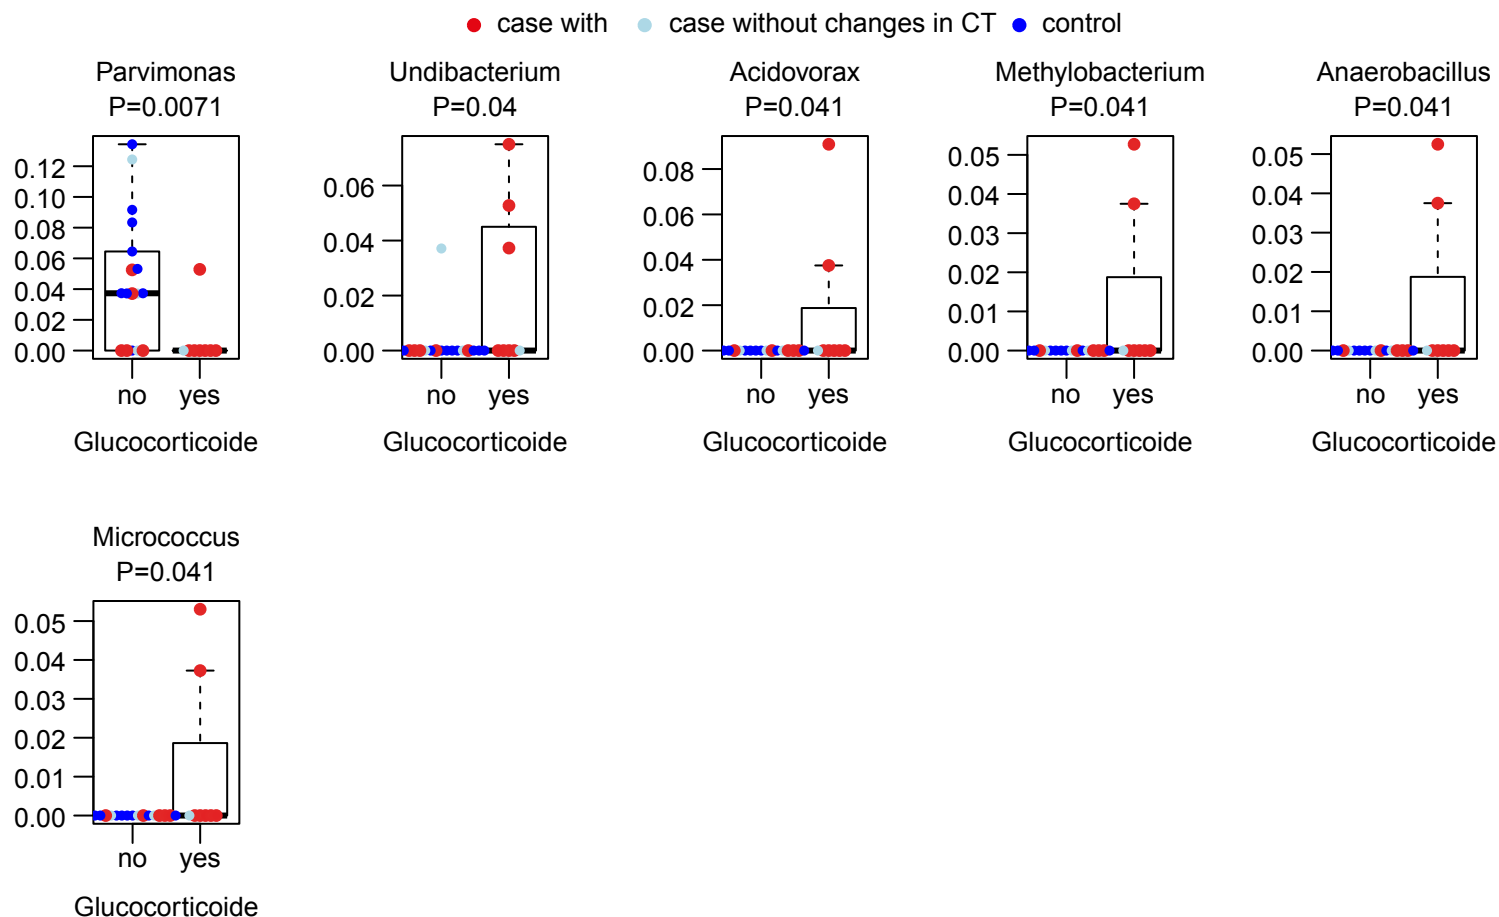 case with case without changes in CT control
Parvimonas Undibacterium Acidovorax Methylobacterium Anaerobacillus
P=0.0071 P=0.04 P=0.041 P=0.041 P=0.041
0.12
0.10
0.08
0.06
0.04
0.02
0.00
no yes
Glucocorticoide
0.06
0.04
0.02
0.00
no yes
Glucocorticoide
0.08
0.06
0.04
0.02
0.00
no yes
Glucocorticoide
0.05
0.04
0.03
0.02
0.01
0.00
no yes
Glucocorticoide
0.05
0.04
0.03
0.02
0.01
0.00
no yes
Glucocorticoide
Micrococcus
P=0.041
0.05
0.04
0.03
0.02
0.01
0.00
no yes
Glucocorticoide